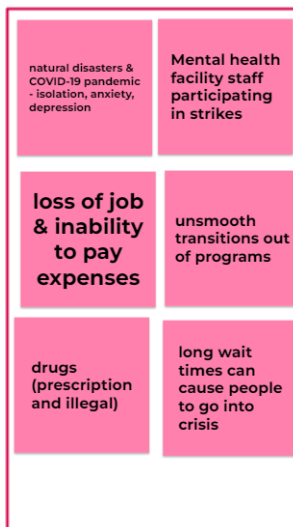 natural disasters &
COVID-19 pandemic
- isolation, anxiety,
depression
Mental health
facility staff
participating
in strikes
loss of job
& inability
to pay
expenses
unsmooth
transitions out
of programs
drugs
(prescription
and illegal)
long wait
times can
cause people
to go into
crisis